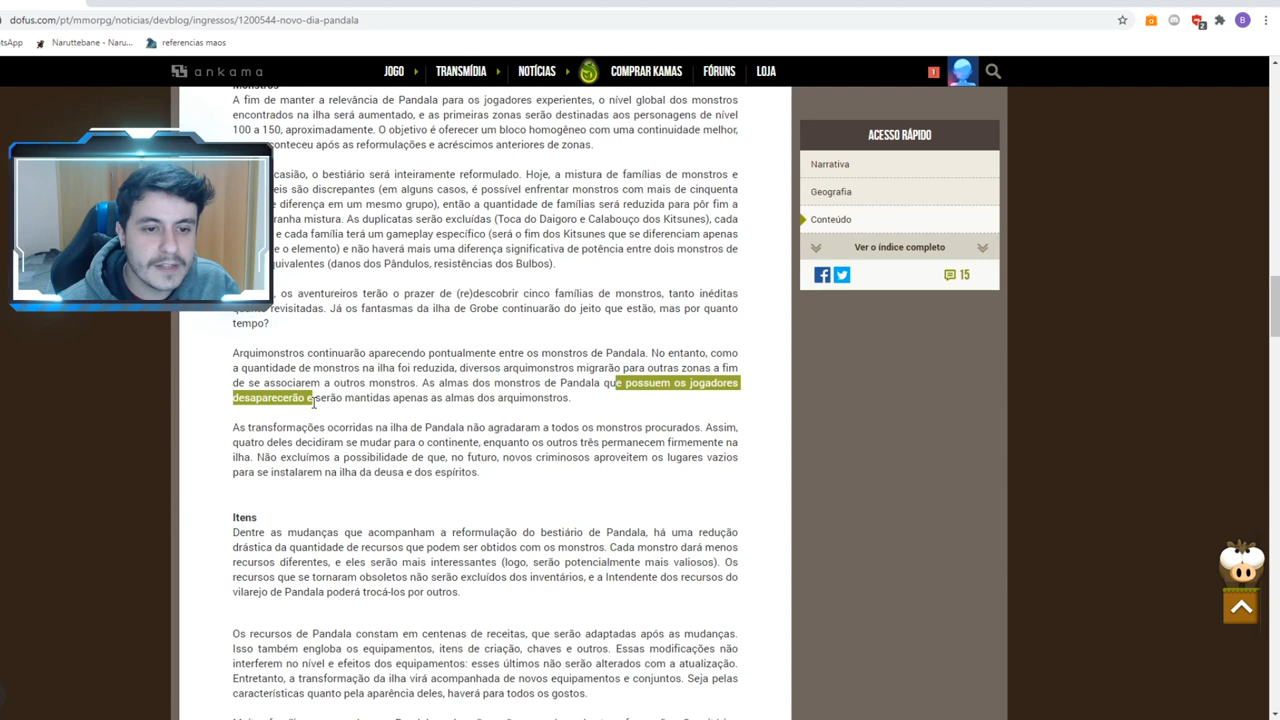 dofus.com/pt/mmorpg/noticias/devblog/ingressos/1200544-novo-dia-pandala
2
B
tsApp
Naruttebane - Naru...
referencias maos
ankama
JOGO
TRANSMÍDIA
NOTÍCIAS
COMPRAR KAMAS
FÓRUNS
LOJA
1
Monstros
A fim de manter a relevância de Pandala para os jogadores experientes, o nível global dos monstros
encontrados na ilha será aumentado, e as primeiras zonas serão destinadas aos personagens de nível
100 a 150, aproximadamente. O objetivo é oferecer um bloco homogêneo com uma continuidade melhor,
conteceu após as reformulações e acréscimos anteriores de zonas.
casião, o bestiário será inteiramente reformulado. Hoje, a mistura de famílias de monstros e
eis são discrepantes (em alguns casos, é possível enfrentar monstros com mais de cinquenta
e diferença em um mesmo grupo), então a quantidade de famílias será reduzida para pôr fim a
ranha mistura. As duplicatas serão excluídas (Toca do Daigoro e Calabouço dos Kitsunes), cada
e cada família terá um gameplay específico (será o fim dos Kitsunes que se diferenciam apenas
e o elemento) e não haverá mais uma diferença significativa de potência entre dois monstros de
quivalentes (danos dos Pândulos, resistências dos Bulbos).
, os aventureiros terão o prazer de (re)descobrir cinco famílias de monstros, tanto inéditas
quanto revisitadas. Já os fantasmas da ilha de Grobe continuarão do jeito que estão, mas por quanto
tempo?
Arquimonstros continuarão aparecendo pontualmente entre os monstros de Pandala. No entanto, como
a quantidade de monstros na ilha foi reduzida, diversos arquimonstros migrarão para outras zonas a fim
de se associarem a outros monstros. As almas dos monstros de Pandala que possuem os jogadores
desaparecerão e serão mantidas apenas as almas dos arquimonstros.
As transformações ocorridas na ilha de Pandala não agradaram a todos os monstros procurados. Assim,
quatro deles decidiram se mudar para o continente, enquanto os outros três permanecem firmemente na
ilha. Não excluímos a possibilidade de que, no futuro, novos criminosos aproveitem os lugares vazios
para se instalarem na ilha da deusa e dos espíritos.
Itens
Dentre as mudanças que acompanham a reformulação do bestiário de Pandala, há uma redução
drástica da quantidade de recursos que podem ser obtidos com os monstros. Cada monstro dará menos
recursos diferentes, e eles serão mais interessantes (logo, serão potencialmente mais valiosos). Os
recursos que se tornaram obsoletos não serão excluídos dos inventários, e a Intendente dos recursos do
vilarejo de Pandala poderá trocá-los por outros.
Os recursos de Pandala constam em centenas de receitas, que serão adaptadas após as mudanças.
Isso também engloba os equipamentos, itens de criação, chaves e outros. Essas modificações não
interferem no nível e efeitos dos equipamentos: esses últimos não serão alterados com a atualização.
Entretanto, a transformação da ilha virá acompanhada de novos equipamentos e conjuntos. Seja pelas
características quanto pela aparência deles, haverá para todos os gostos.
ACESSO RÁPIDO
Narrativa
Geografia
Conteúdo
Ver o índice completo
15